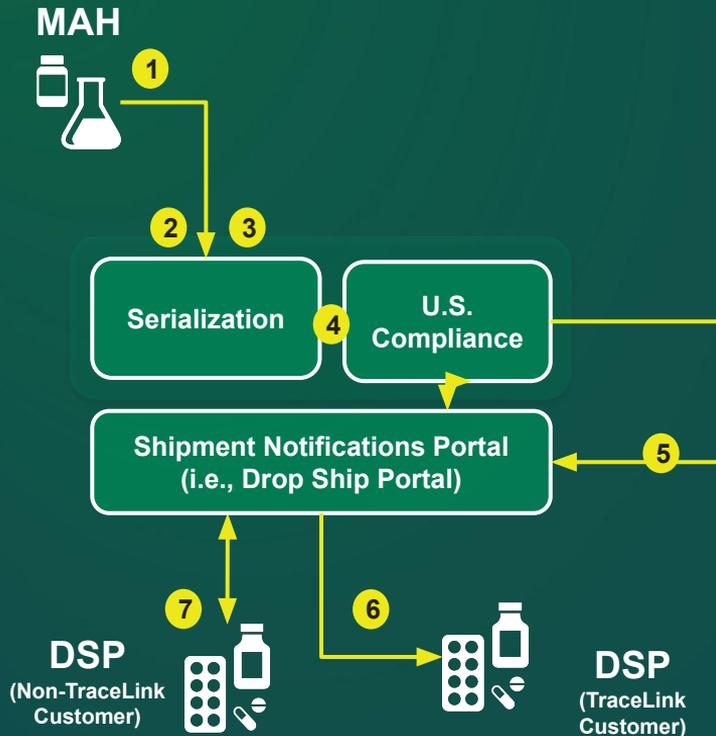 MAH
1
2
3
Serialization
4
U.S.
Compliance
Shipment Notifications Portal
(i.e., Drop Ship Portal)
5
7
6
DSP
(Non-TraceLink
Customer)
DSP
(TraceLink
Customer)